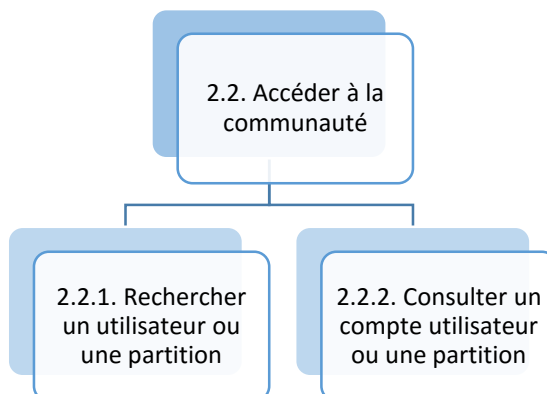 2.2. Accéder à la
communauté
2.2.1. Rechercher
un utilisateur ou
une partition
2.2.2. Consulter un
compte utilisateur
ou une partition